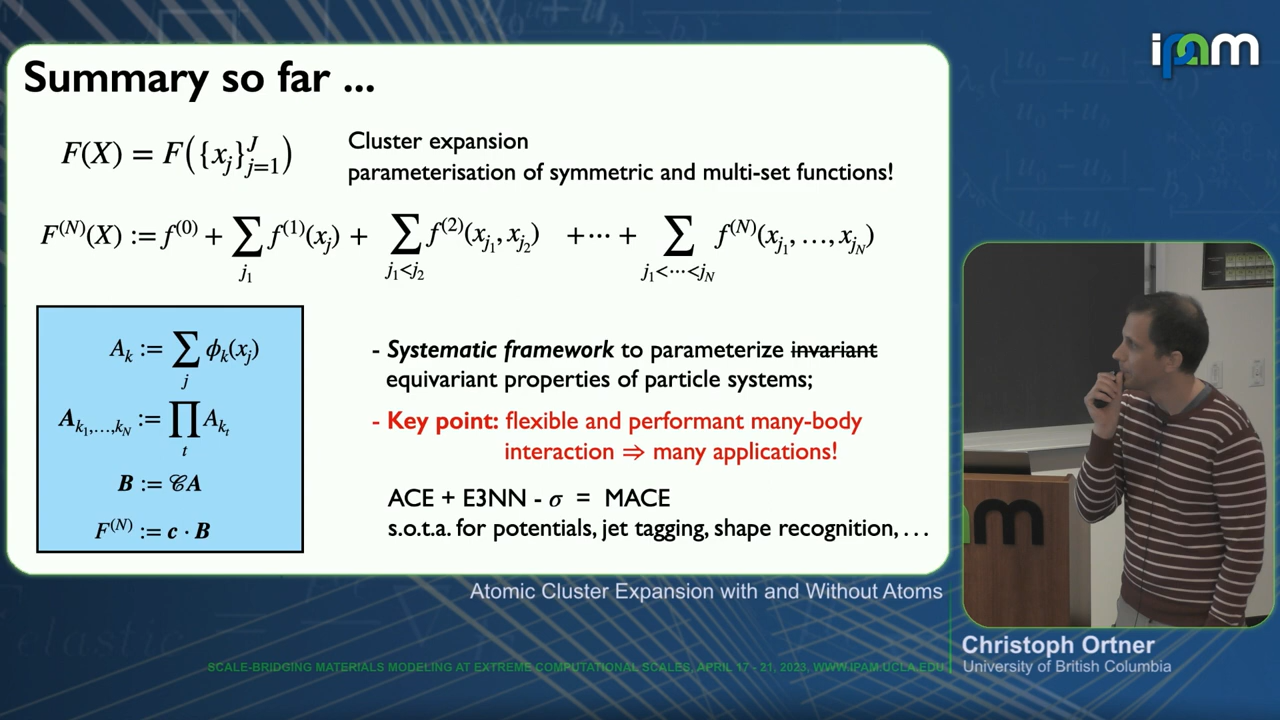 ipam
Summary so far ...
F(X) = F({x_j}_{j=1}^J)
Cluster expansion
parameterisation of symmetric and multi-set functions!
F^{(N)}(X) := f^{(0)} + ∑_{j_1} f^{(1)}(x_j) + ∑_{j_1<j_2} f^{(2)}(x_{j_1}, x_{j_2}) + ⋯ + ∑_{j_1<⋯<j_N} f^{(N)}(x_{j_1}, …, x_{j_N})
A_k := ∑_j ϕ_k(x_j)
A_{k_1,…,k_N} := ∏_t A_{k_t}
B := 𝒞A
F^{(N)} := c · B
- Systematic framework to parameterize invariant
equivariant properties of particle systems;
- Key point: flexible and performant many-body
interaction ⇒ many applications!
ACE + E3NN - σ = MACE
s.o.t.a. for potentials, jet tagging, shape recognition, . . .
am
Atomic Cluster Expansion with and Without Atoms
Christoph Ortner
University of British Columbia
SCALE-BRIDGING MATERIALS MODELING AT EXTREME COMPUTATIONAL SCALES, APRIL 17 - 21, 2023, WWW.IPAM.UCLA.EDU
elastic